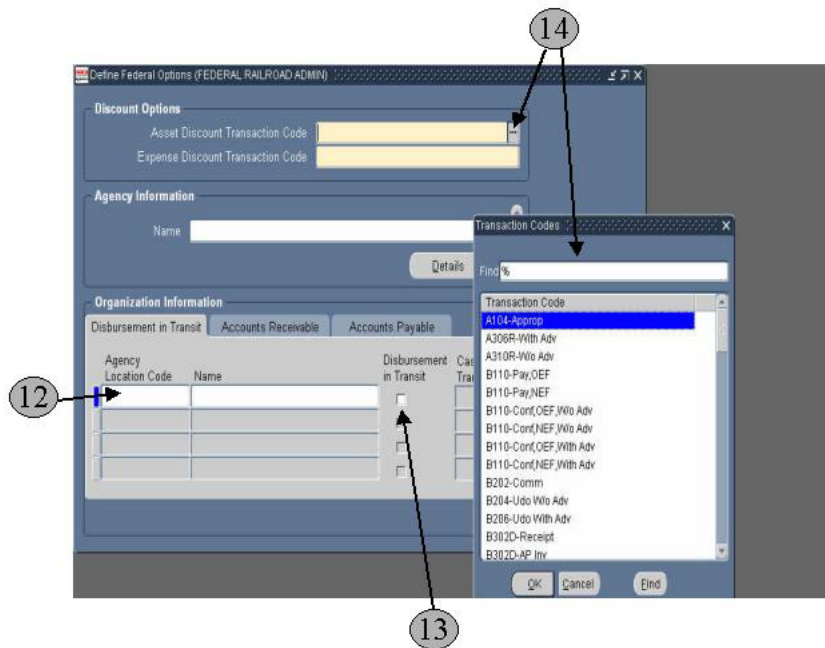 14
Define Federal Options (FEDERAL RAILROAD ADMIN)
Discount Options
Asset Discount Transaction Code
Expense Discount Transaction Code
Agency Information
Name
Details
Organization Information
Disbursement in Transit Accounts Receivable Accounts Payable
Agency
Location Code Name
Disbursement
in Transit
12
13
Transaction Codes
Find %
Transaction Code
A104-Approp
A306R-With Adv
A310R-W/o Adv
B110-Pay,OEF
B110-Pay,NEF
B110-Conf,OEF,W/o Adv
B110-Conf,NEF,W/o Adv
B110-Conf,OEF,With Adv
B110-Conf,NEF,With Adv
B202-Comm
B204-Udo W/o Adv
B206-Udo With Adv
B302D-Receipt
B302D-AP Inv
OK Cancel Find